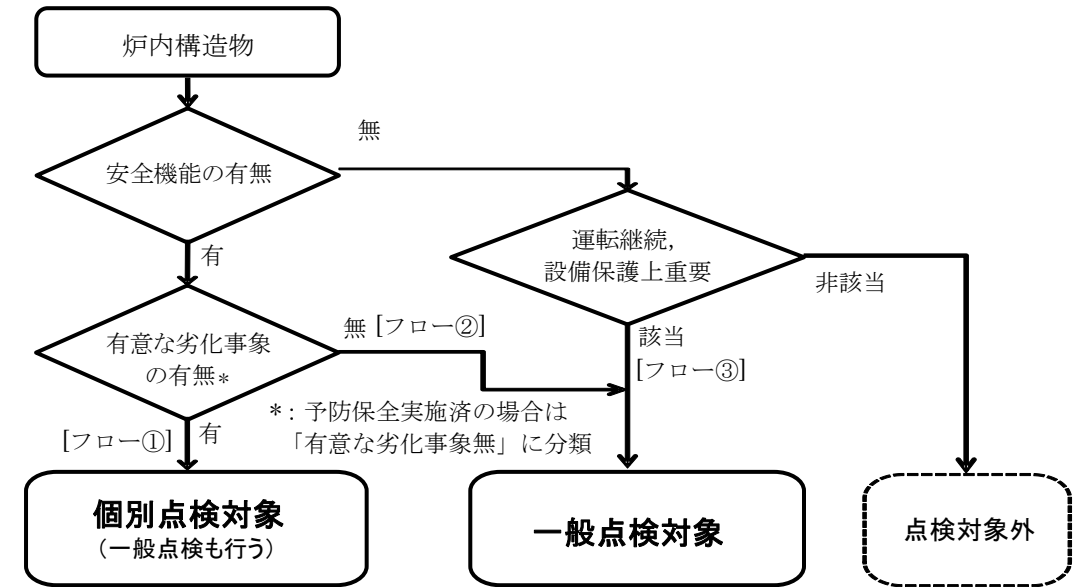 炉内構造物
無
安全機能の有無
運転継続,
設備保護上重要
有
非該当
有意な劣化事象
の有無*
無 [フロー②]
該当
[フロー③]
*: 予防保全実施済の場合は
「有意な劣化事象無」に分類
[フロー①] 有
個別点検対象
(一般点検も行う)
一般点検対象
点検対象外